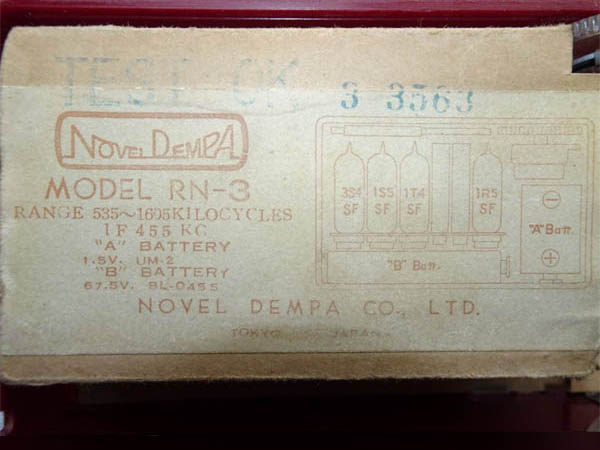 TEST OK 3 3563
NOVEL DEMPA
MODEL RN-3
RANGE 535~1605 KILOCYCLES
IF 455 KC
"A" BATTERY
1.5V. UM-2
"B" BATTERY
67.5V. BL-0455
3S4 SF
1S5 SF
1T4 SF
1R5 SF
"A" Batt.
"B" Batt.
NOVEL DEMPA CO., LTD.
TOKYO JAPAN